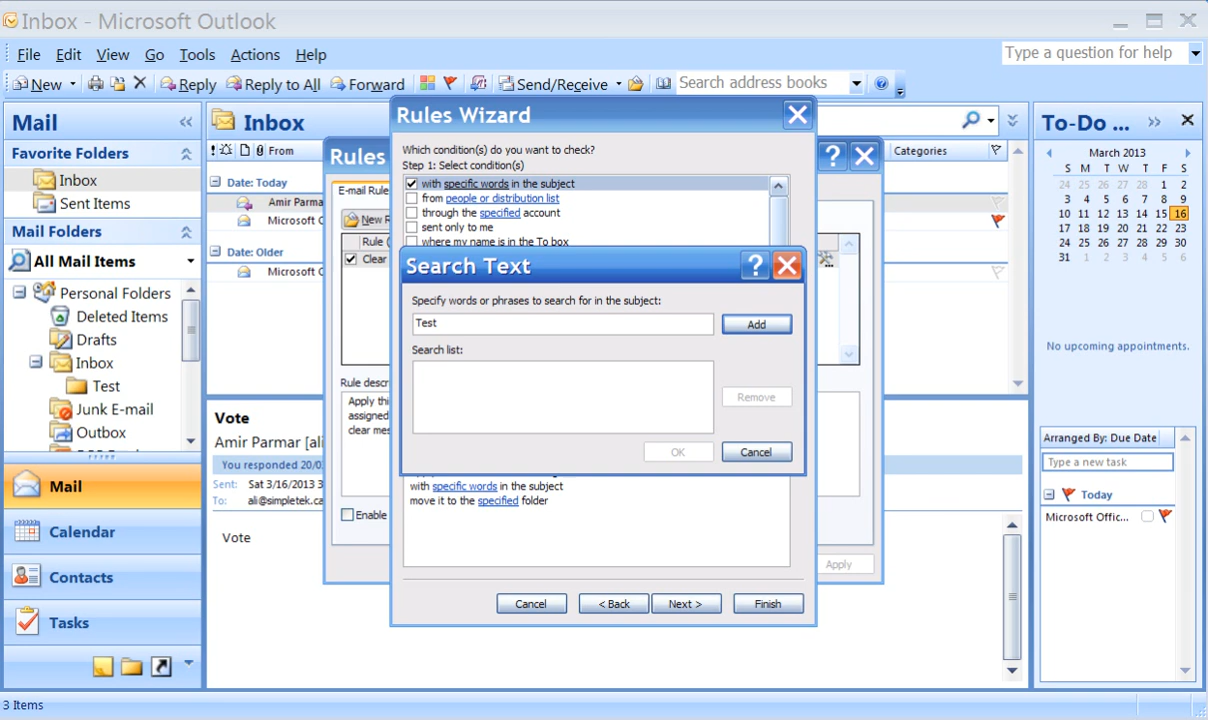 Inbox - Microsoft Outlook
File Edit View Go Tools Actions Help
Type a question for help
New Reply Reply to All Forward Send/Receive Search address books
Mail
Favorite Folders
Inbox
Sent Items
Mail Folders
All Mail Items
Personal Folders
Deleted Items
Drafts
Inbox
Test
Junk E-mail
Outbox
Mail
Calendar
Contacts
Tasks
3 Items
Inbox
From
Categories
Date: Today
Amir Parmar
Microsoft
Date: Older
Microsoft
Vote
Amir Parmar
You responded 20/0
Sent: Sat 3/16/2013 3
To: ali@simpletek.ca
Vote
Rules
E-mail Rule
New R
Rule (
Clear
Rule descr
Apply thi
assigned
clear mes
Enable
Apply
Rules Wizard
Which condition(s) do you want to check?
Step 1: Select condition(s)
with specific words in the subject
from people or distribution list
through the specified account
sent only to me
where my name is in the To box
Search Text
Specify words or phrases to search for in the subject:
Test
Add
Search list:
Remove
OK Cancel
with specific words in the subject
move it to the specified folder
Cancel < Back Next > Finish
To-Do ...
March 2013
S M T W T F S
24 25 26 27 28 1 2
3 4 5 6 7 8 9
10 11 12 13 14 15 16
17 18 19 20 21 22 23
24 25 26 27 28 29 30
31 1 2 3 4 5 6
No upcoming appointments.
Arranged By: Due Date
Type a new task
Today
Microsoft Offic...